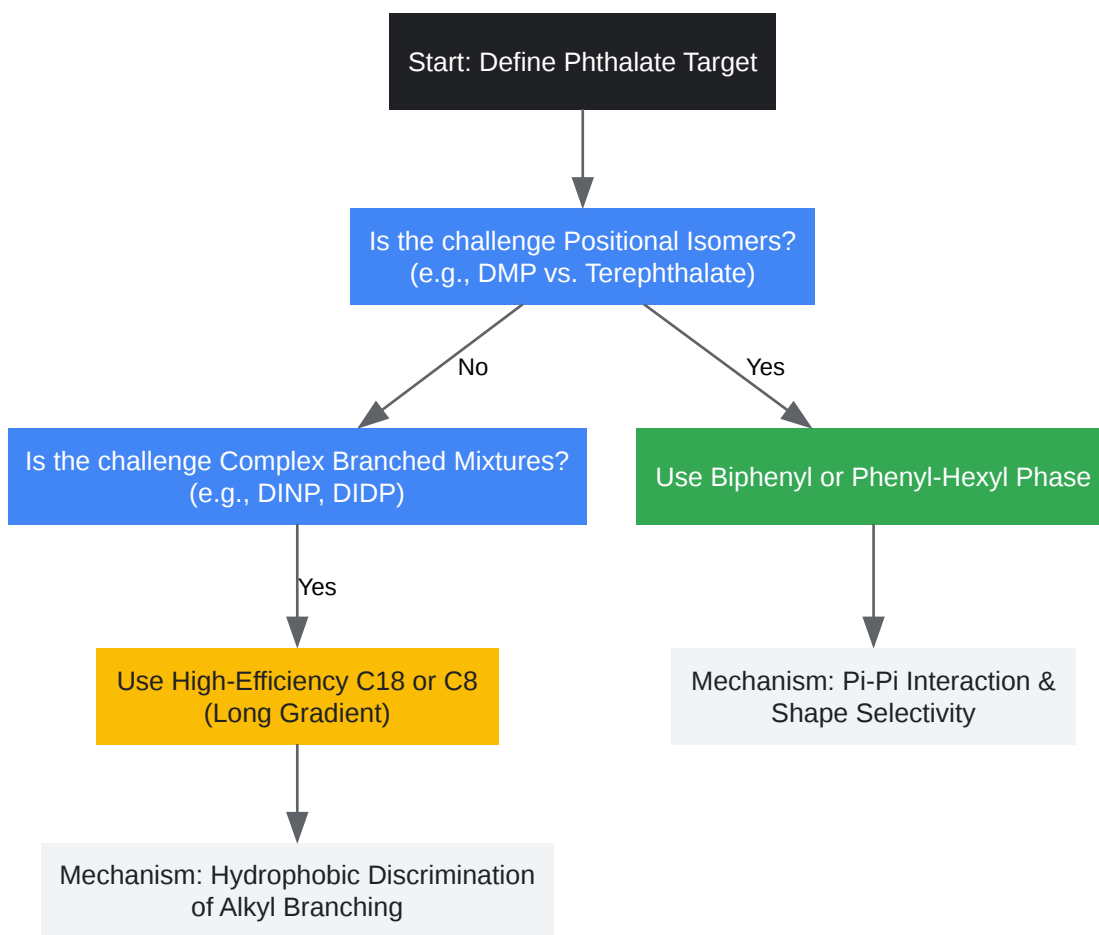 Start: Define Phthalate Target
Is the challenge Positional Isomers?
(e.g., DMP vs. Terephthalate)
No
Yes
Is the challenge Complex Branched Mixtures?
(e.g., DINP, DIDP)
Use Biphenyl or Phenyl-Hexyl Phase
Yes
Use High-Efficiency C18 or C8
(Long Gradient)
Mechanism: Pi-Pi Interaction &
Shape Selectivity
Mechanism: Hydrophobic Discrimination
of Alkyl Branching